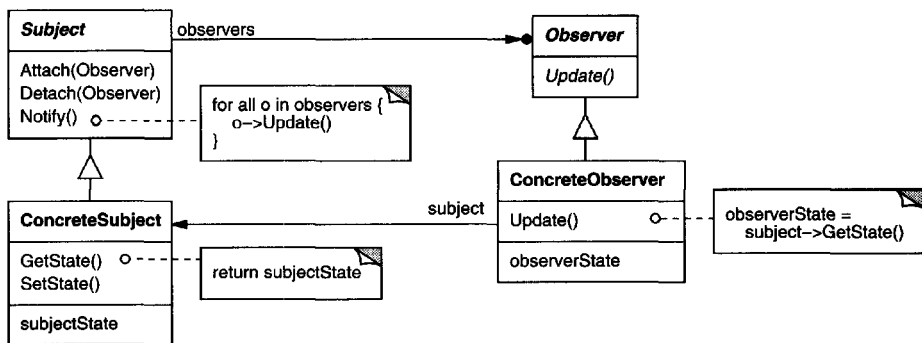 Subject
observers
Observer
Attach(Observer)
Detach(Observer)
Notify()
for all o in observers {
o–>Update()
}
Update()
ConcreteSubject
GetState()
SetState()
subjectState
return subjectState
subject
ConcreteObserver
Update()
observerState
observerState =
subject–>GetState()